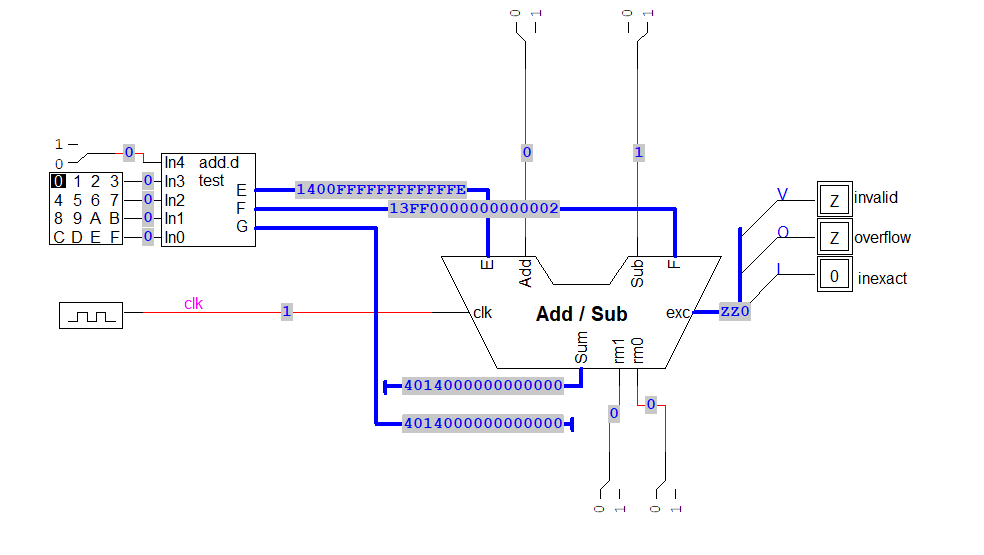 0 1
0 1
1
0
0
0
1
In4 add.d
0 1 2 3
0
In3 test
4 5 6 7
0
In2
8 9 A B
0
In1
C D E F
0
In0
E
F
G
1400FFFFFFFFFFFFE
13FF0000000000002
V
Z
invalid
O
Z
overflow
I
0
inexact
E
Add
Sub
F
clk
1
clk
Add / Sub
exc
ZZ0
Sum
rm1
rm0
4014000000000000
4014000000000000
0
0
0 1
0 1